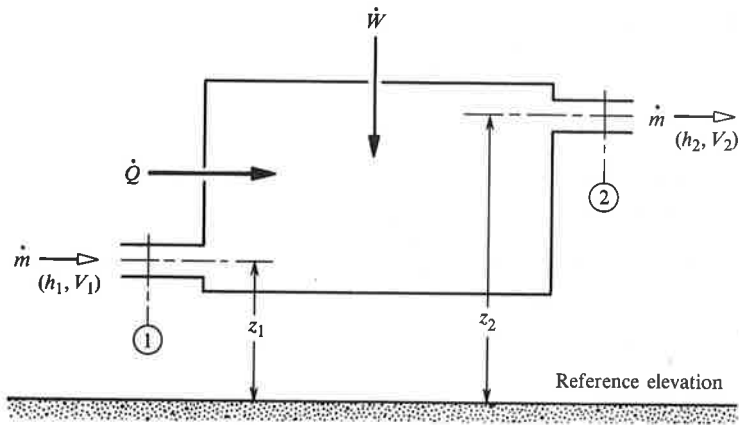 Ẇ
ṁ
(h₂, V₂)
Q̇
2
ṁ
(h₁, V₁)
z₁
z₂
1
Reference elevation